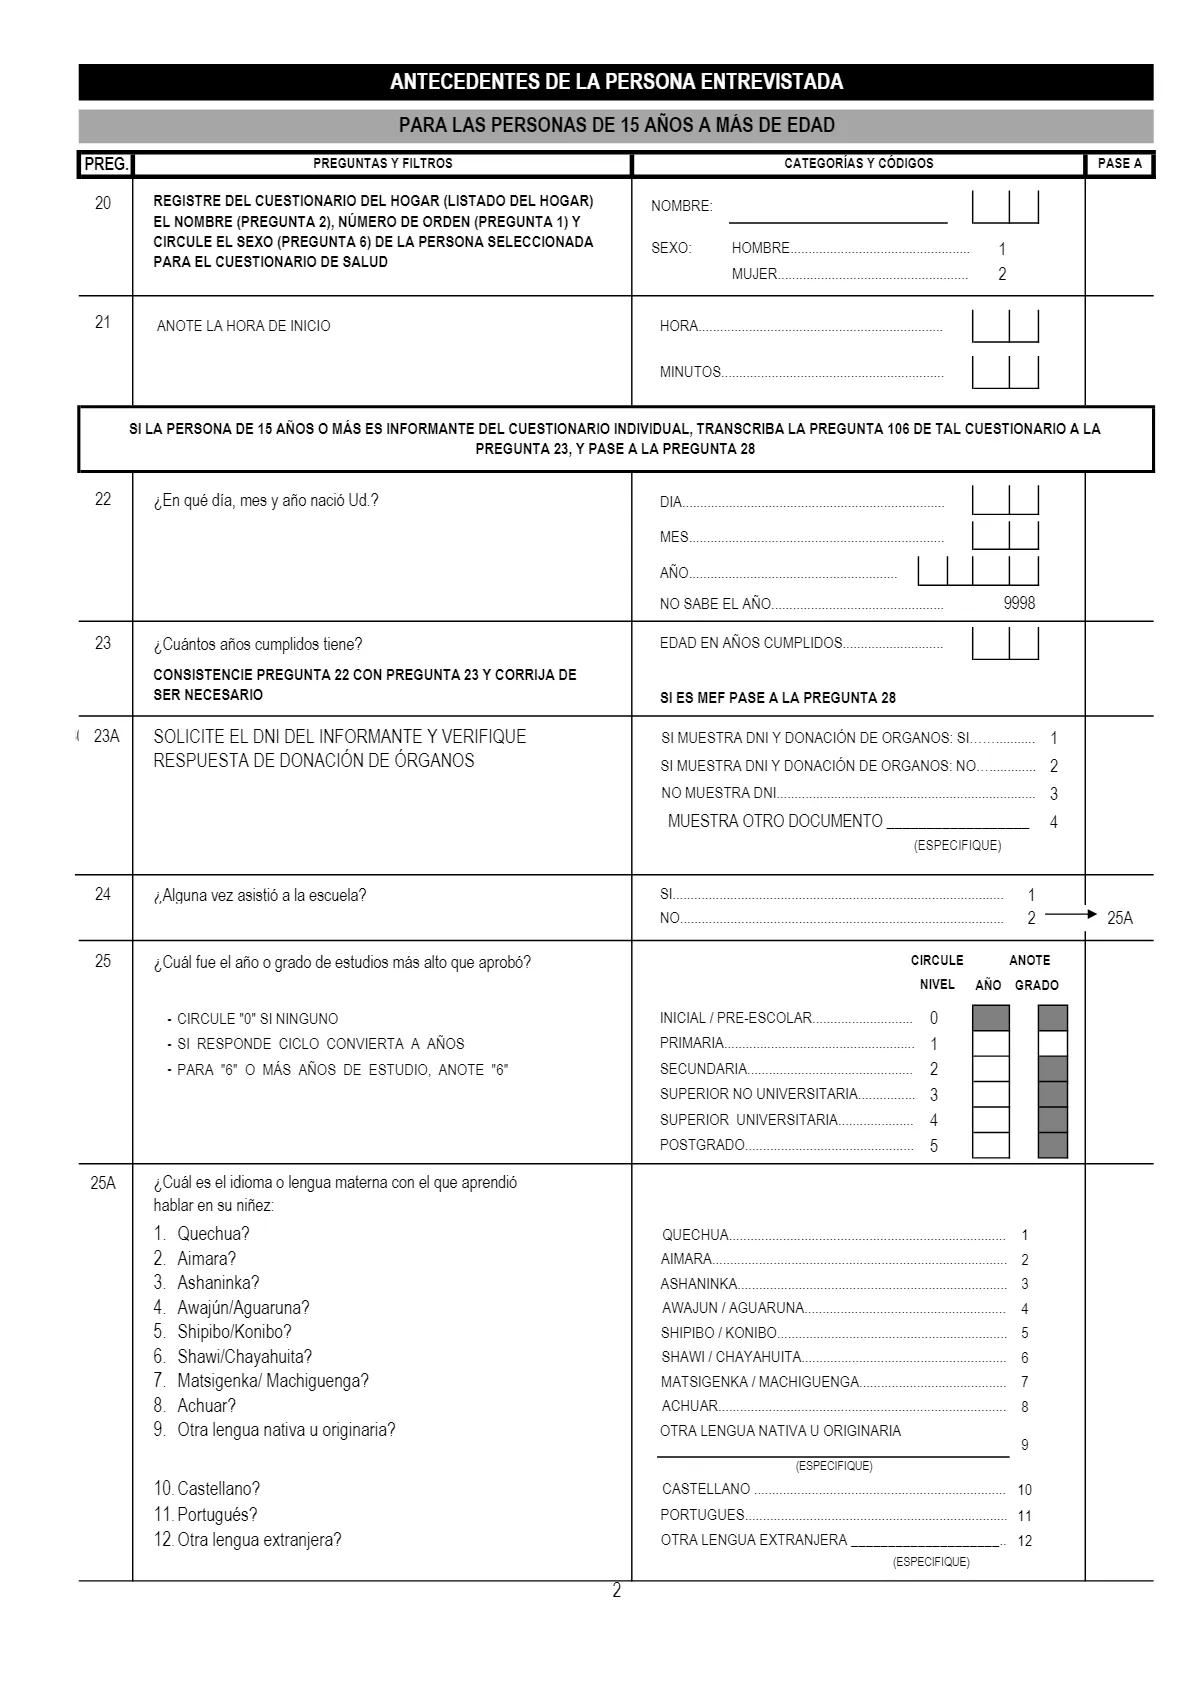 ANTECEDENTES DE LA PERSONA ENTREVISTADA
PARA LAS PERSONAS DE 15 AÑOS A MÁS DE EDAD
PREG. PREGUNTAS Y FILTROS CATEGORÍAS Y CÓDIGOS PASE A
20 REGISTRE DEL CUESTIONARIO DEL HOGAR (LISTADO DEL HOGAR)
EL NOMBRE (PREGUNTA 2), NÚMERO DE ORDEN (PREGUNTA 1) Y
CIRCULE EL SEXO (PREGUNTA 6) DE LA PERSONA SELECCIONADA
PARA EL CUESTIONARIO DE SALUD
NOMBRE:
SEXO: HOMBRE 1
MUJER 2
21 ANOTE LA HORA DE INICIO
HORA
MINUTOS
SI LA PERSONA DE 15 AÑOS O MÁS ES INFORMANTE DEL CUESTIONARIO INDIVIDUAL, TRANSCRIBA LA PREGUNTA 106 DE TAL CUESTIONARIO A LA
PREGUNTA 23, Y PASE A LA PREGUNTA 28
22 ¿En qué día, mes y año nació Ud.?
DIA
MES
AÑO
NO SABE EL AÑO 9998
23 ¿Cuántos años cumplidos tiene?
CONSISTENCIE PREGUNTA 22 CON PREGUNTA 23 Y CORRIJA DE
SER NECESARIO
EDAD EN AÑOS CUMPLIDOS
SI ES MEF PASE A LA PREGUNTA 28
23A SOLICITE EL DNI DEL INFORMANTE Y VERIFIQUE
RESPUESTA DE DONACIÓN DE ÓRGANOS
SI MUESTRA DNI Y DONACIÓN DE ORGANOS: SI 1
SI MUESTRA DNI Y DONACIÓN DE ORGANOS: NO 2
NO MUESTRA DNI 3
MUESTRA OTRO DOCUMENTO 4
(ESPECIFIQUE)
24 ¿Alguna vez asistió a la escuela?
SI 1
NO 2 25A
25 ¿Cuál fue el año o grado de estudios más alto que aprobó?
- CIRCULE "0" SI NINGUNO
- SI RESPONDE CICLO CONVIERTA A AÑOS
- PARA "6" O MÁS AÑOS DE ESTUDIO, ANOTE "6"
CIRCULE ANOTE
NIVEL AÑO GRADO
INICIAL / PRE-ESCOLAR 0
PRIMARIA 1
SECUNDARIA 2
SUPERIOR NO UNIVERSITARIA 3
SUPERIOR UNIVERSITARIA 4
POSTGRADO 5
25A ¿Cuál es el idioma o lengua materna con el que aprendió
hablar en su niñez:
1. Quechua?
2. Aimara?
3. Ashaninka?
4. Awajún/Aguaruna?
5. Shipibo/Konibo?
6. Shawi/Chayahuita?
7. Matsigenka/ Machiguenga?
8. Achuar?
9. Otra lengua nativa u originaria?
10. Castellano?
11. Portugués?
12. Otra lengua extranjera?
QUECHUA 1
AIMARA 2
ASHANINKA 3
AWAJUN / AGUARUNA 4
SHIPIBO / KONIBO 5
SHAWI / CHAYAHUITA 6
MATSIGENKA / MACHIGUENGA 7
ACHUAR 8
OTRA LENGUA NATIVA U ORIGINARIA
9
(ESPECIFIQUE)
CASTELLANO 10
PORTUGUES 11
OTRA LENGUA EXTRANJERA 12
(ESPECIFIQUE)
2